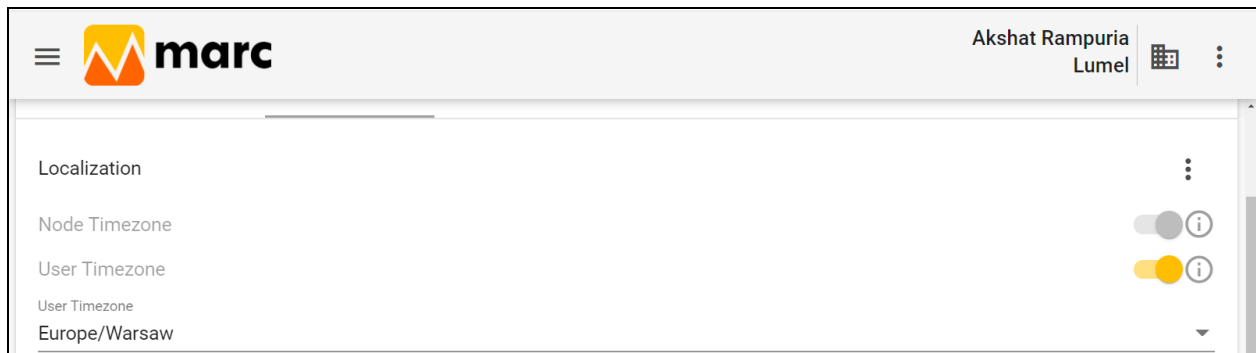 marc
Akshat Rampuria
Lumel
Localization
Node Timezone
User Timezone
User Timezone
Europe/Warsaw